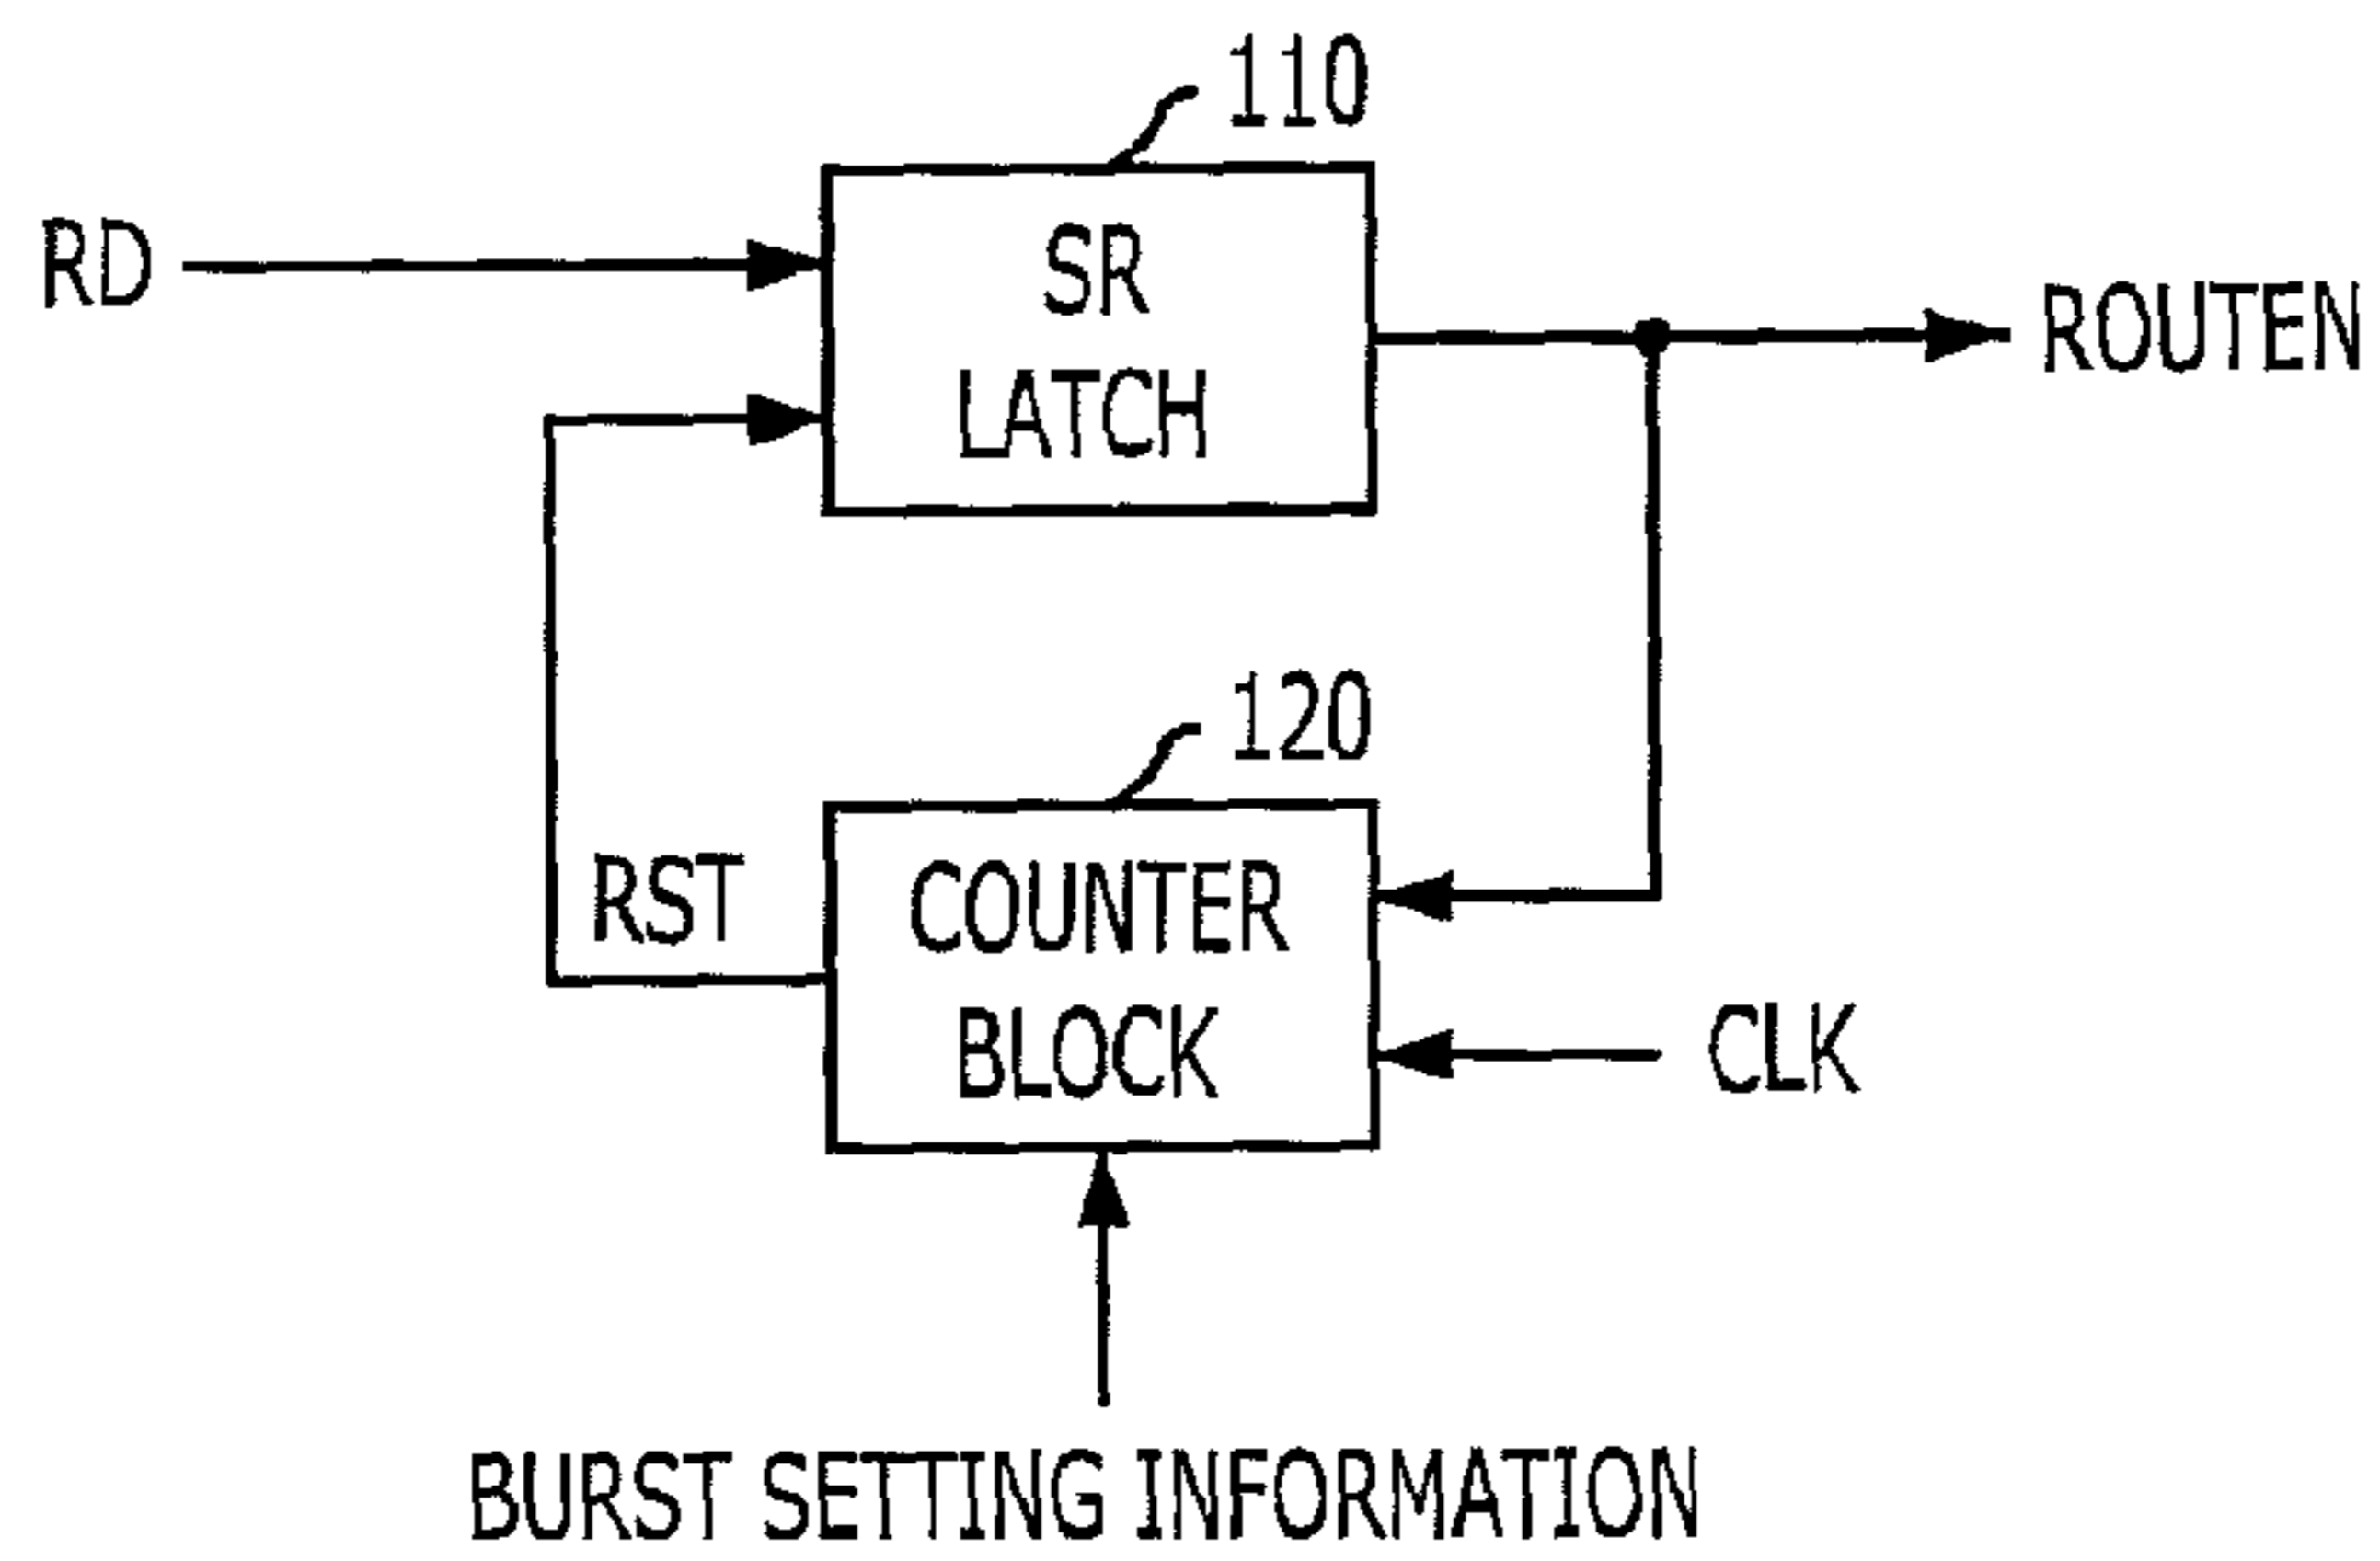 110
RD
SR
LATCH
ROUTEN
120
RST
COUNTER
BLOCK
CLK
BURST SETTING INFORMATION